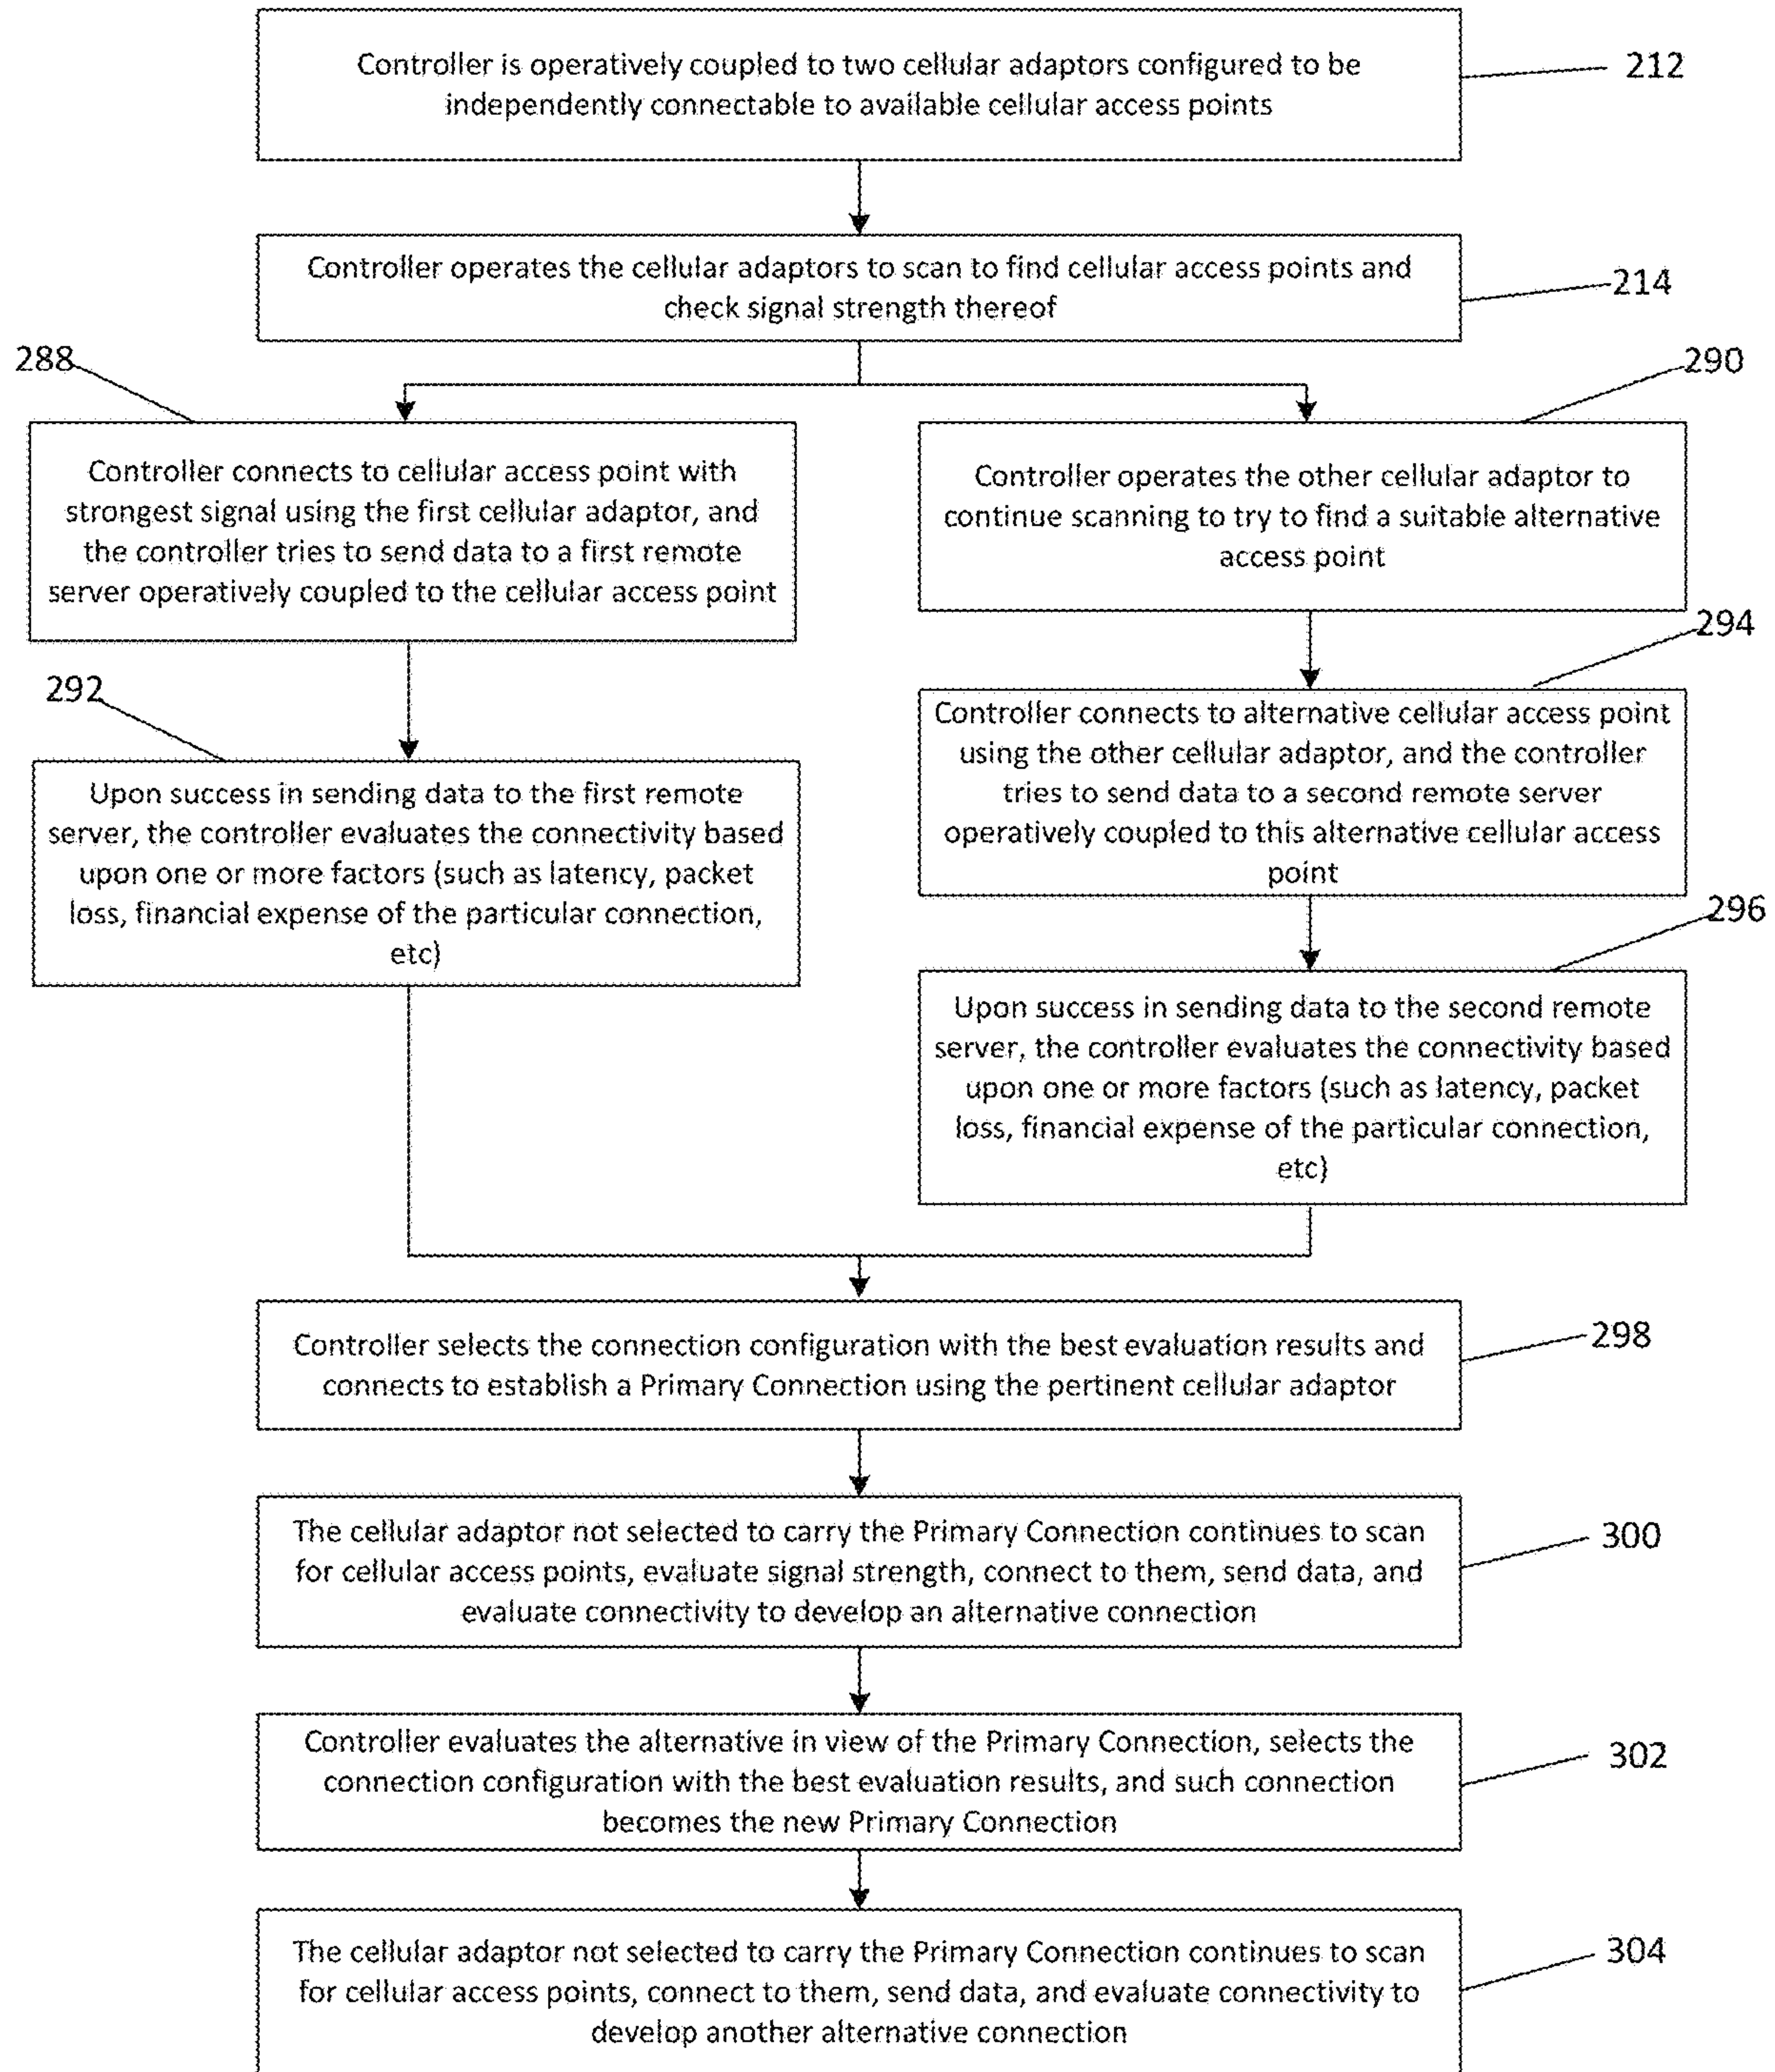 Controller is operatively coupled to two cellular adaptors configured to be
independently connectable to available cellular access points
212
Controller operates the cellular adaptors to scan to find cellular access points and
check signal strength thereof
214
288
290
Controller connects to cellular access point with
strongest signal using the first cellular adaptor, and
the controller tries to send data to a first remote
server operatively coupled to the cellular access point
Controller operates the other cellular adaptor to
continue scanning to try to find a suitable alternative
access point
292
294
Upon success in sending data to the first remote
server, the controller evaluates the connectivity based
upon one or more factors (such as latency, packet
loss, financial expense of the particular connection,
etc)
Controller connects to alternative cellular access point
using the other cellular adaptor, and the controller
tries to send data to a second remote server
operatively coupled to this alternative cellular access
point
296
Upon success in sending data to the second remote
server, the controller evaluates the connectivity based
upon one or more factors (such as latency, packet
loss, financial expense of the particular connection,
etc)
Controller selects the connection configuration with the best evaluation results and
connects to establish a Primary Connection using the pertinent cellular adaptor
298
The cellular adaptor not selected to carry the Primary Connection continues to scan
for cellular access points, evaluate signal strength, connect to them, send data, and
evaluate connectivity to develop an alternative connection
300
Controller evaluates the alternative in view of the Primary Connection, selects the
connection configuration with the best evaluation results, and such connection
becomes the new Primary Connection
302
The cellular adaptor not selected to carry the Primary Connection continues to scan
for cellular access points, connect to them, send data, and evaluate connectivity to
develop another alternative connection
304